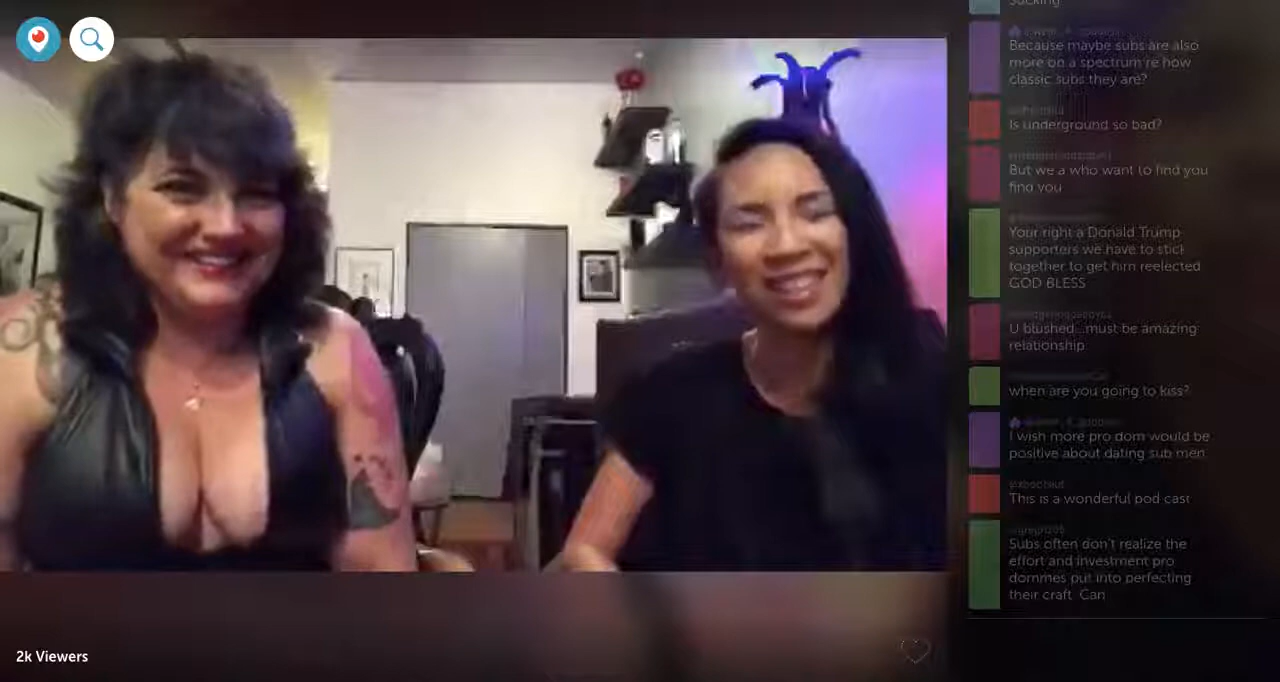 sucking
Because maybe subs are also
more on a spectrum re how
classic subs they are?
Is underground so bad?
But we a who want to find you
find you
Your right a Donald Trump
supporters we have to stick
together to get him reelected
GOD BLESS
U blushed...must be amazing
relationship
when are you going to kiss?
I wish more pro dom would be
positive about dating sub men
This is a wonderful pod cast
Subs often don't realize the
effort and investment pro
dommes put into perfecting
their craft. Can
2k Viewers